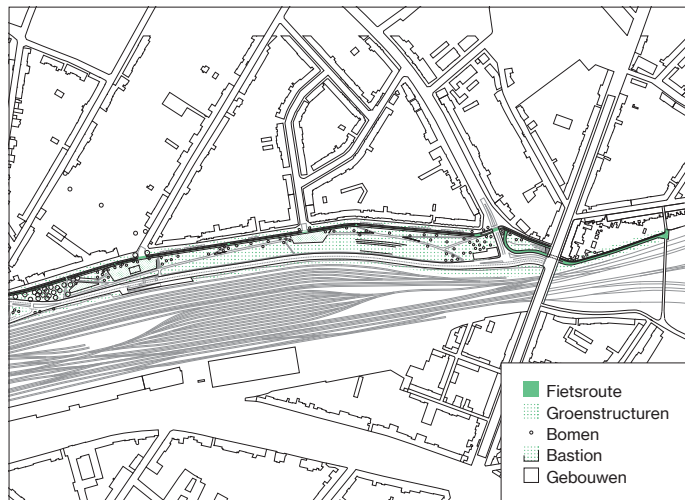 Fietsroute
Groenstructuren
Bomen
Bastion
Gebouwen